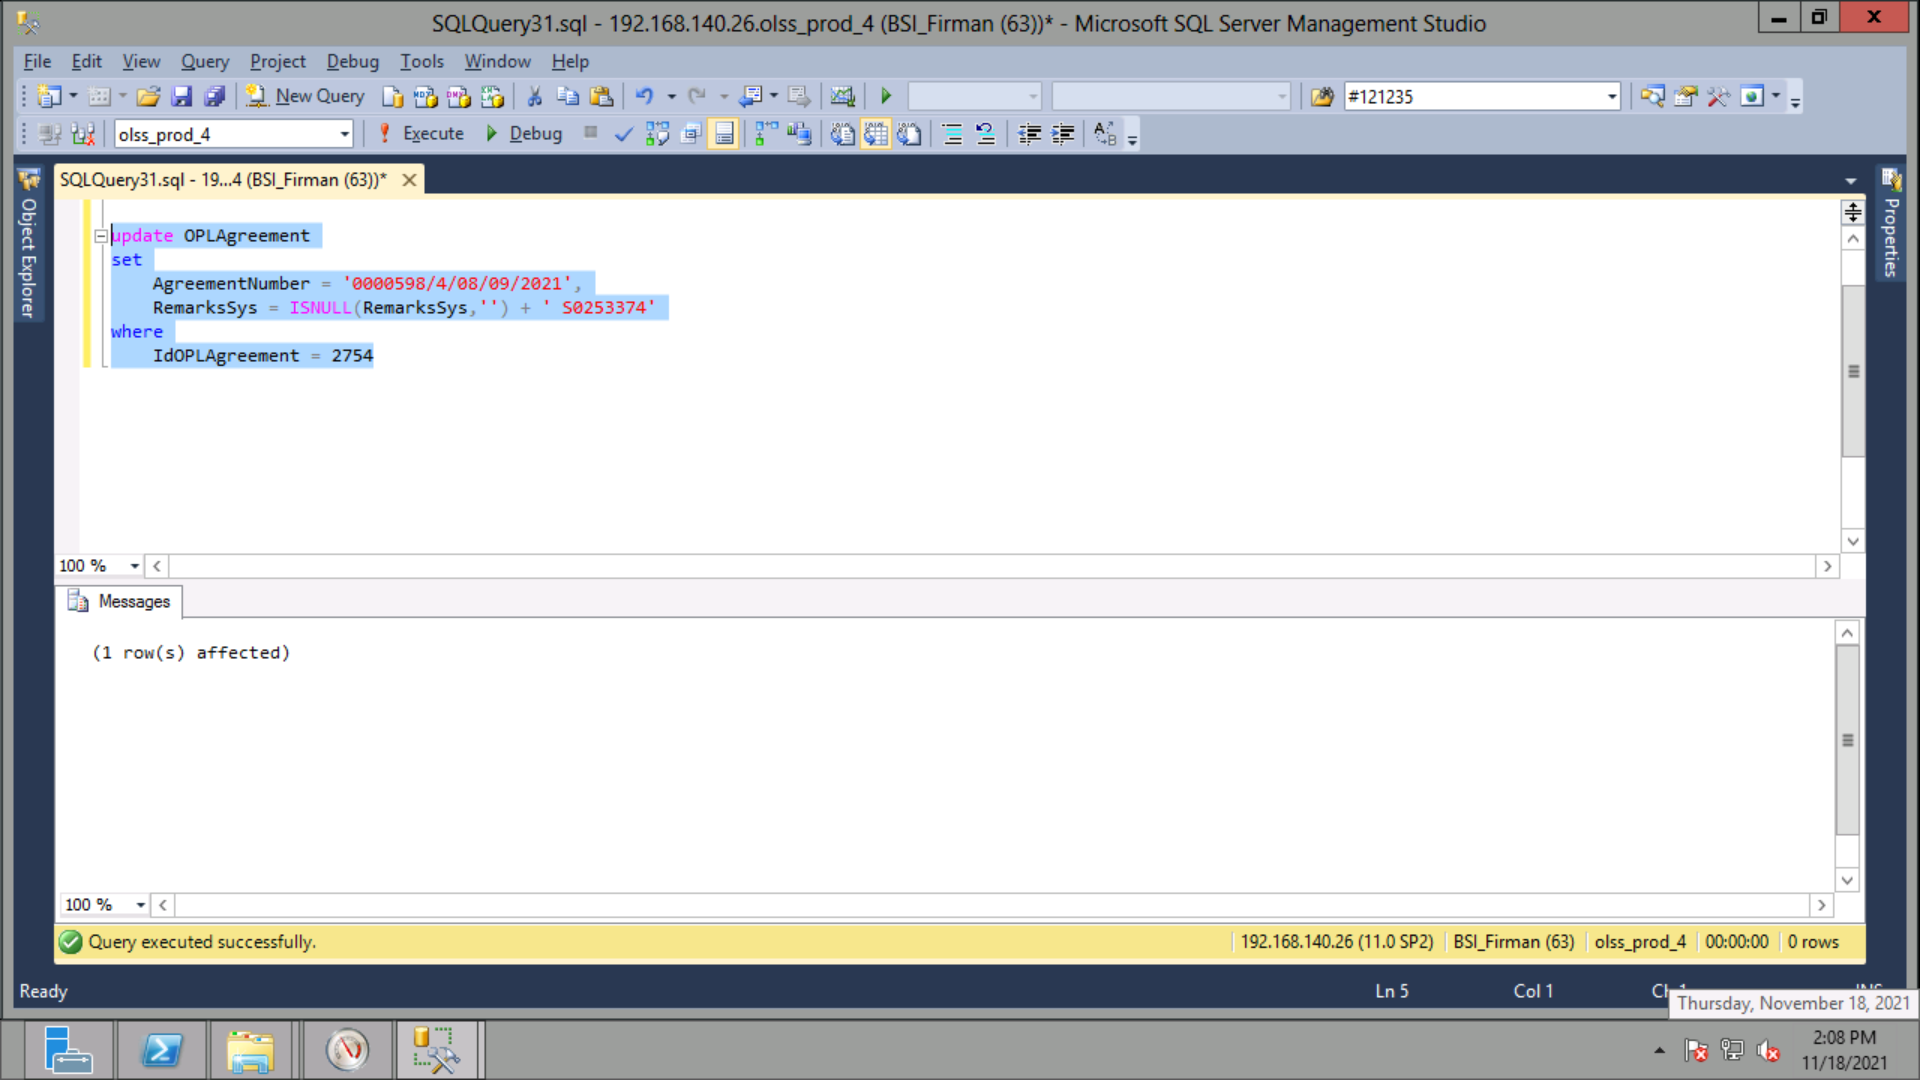 SQLQuery31.sql - 192.168.140.26.olss_prod_4 (BSI_Firman (63))* - Microsoft SQL Server Management Studio
File Edit View Query Project Debug Tools Window Help
New Query #121235
olss_prod_4 Execute Debug
SQLQuery31.sql - 19...4 (BSI_Firman (63))*
Object Explorer
Properties
update OPLAgreement
set
AgreementNumber = '0000598/4/08/09/2021',
RemarksSys = ISNULL(RemarksSys,'') + ' S0253374'
where
IdOPLAgreement = 2754
100 %
Messages
(1 row(s) affected)
100 %
Query executed successfully. 192.168.140.26 (11.0 SP2) BSI_Firman (63) olss_prod_4 00:00:00 0 rows
Ready Ln 5 Col 1
Thursday, November 18, 2021
2:08 PM
11/18/2021